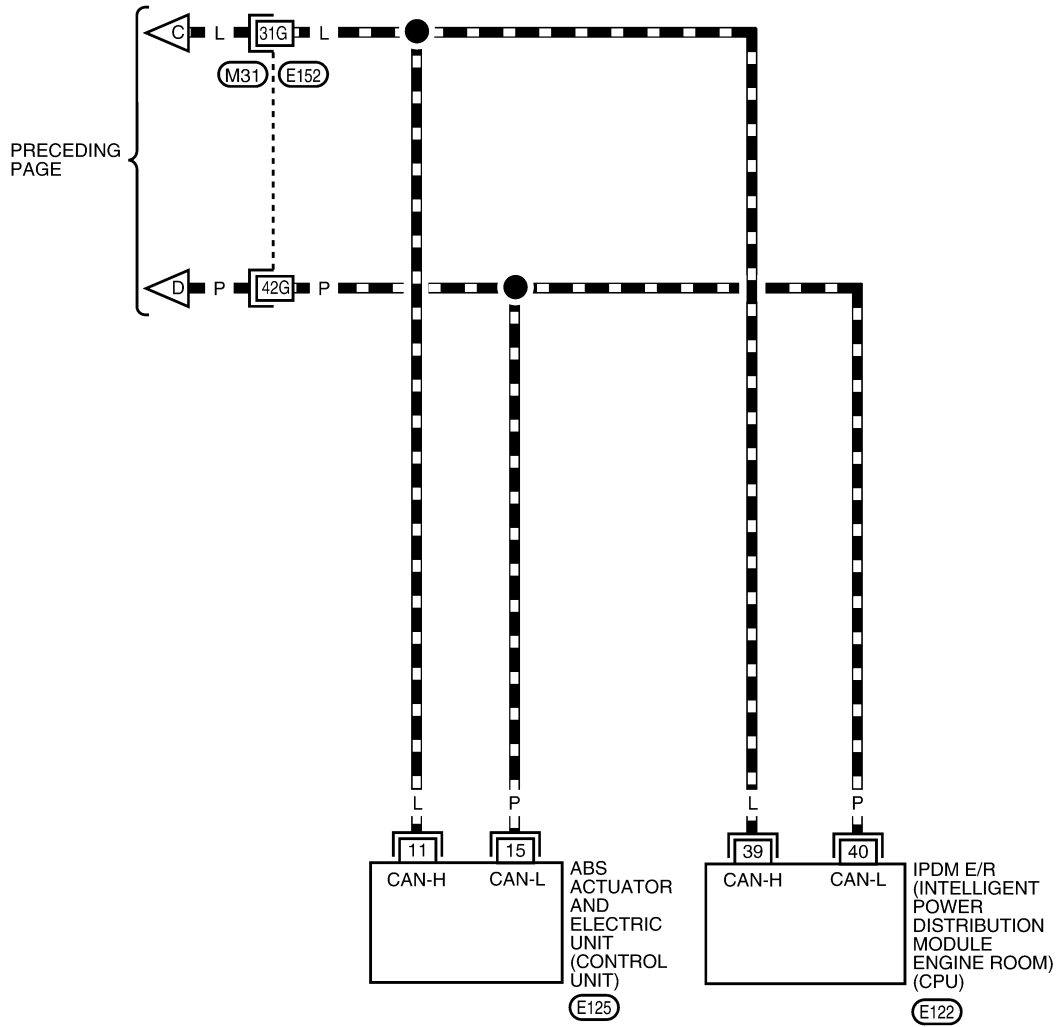 C L 31G L
M31 E152
PRECEDING
PAGE
D P 42G P
L P L P
11 15 39 40
CAN-H CAN-L CAN-H CAN-L
ABS
ACTUATOR
AND
ELECTRIC
UNIT
(CONTROL
UNIT)
E125
IPDM E/R
(INTELLIGENT
POWER
DISTRIBUTION
MODULE
ENGINE ROOM)
(CPU)
E122